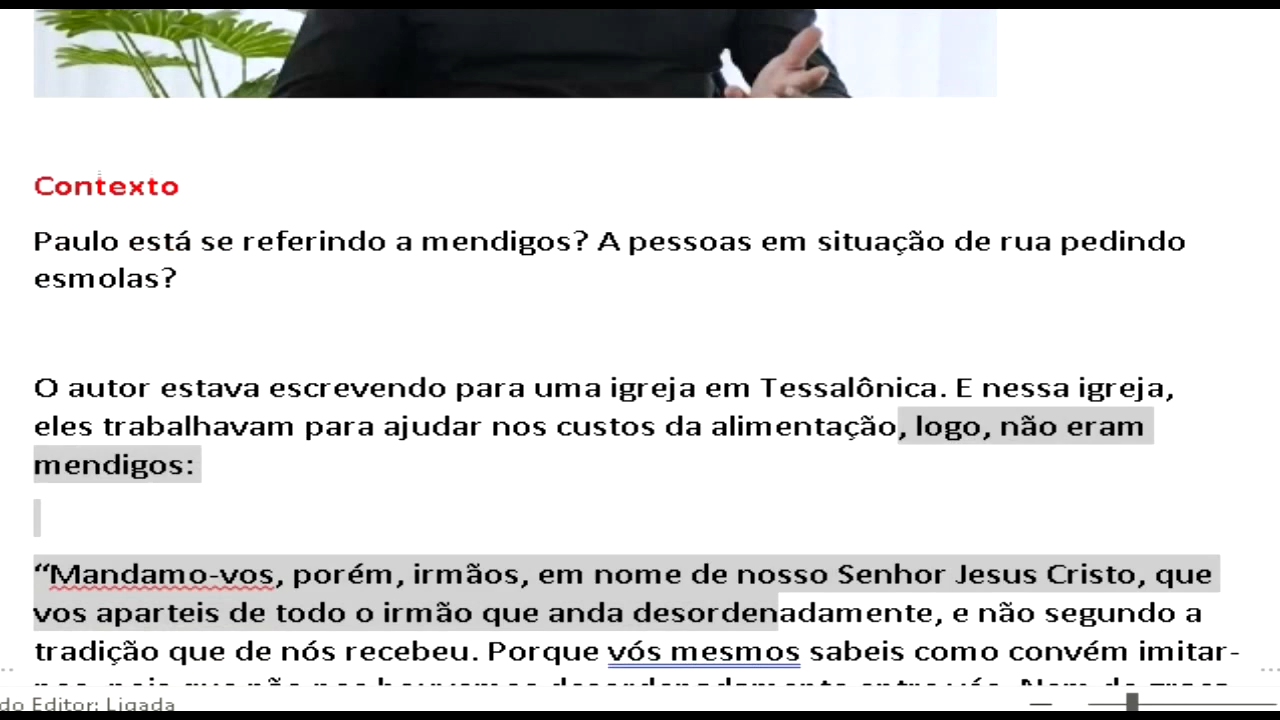 Contexto
Paulo está se referindo a mendigos? A pessoas em situação de rua pedindo
esmolas?
O autor estava escrevendo para uma igreja em Tessalônica. E nessa igreja,
eles trabalhavam para ajudar nos custos da alimentação, logo, não eram
mendigos:
“Mandamo-vos, porém, irmãos, em nome de nosso Senhor Jesus Cristo, que
vos aparteis de todo o irmão que anda desordenadamente, e não segundo a
tradição que de nós recebeu. Porque vós mesmos sabeis como convém imitar-
do Editor: Ligada